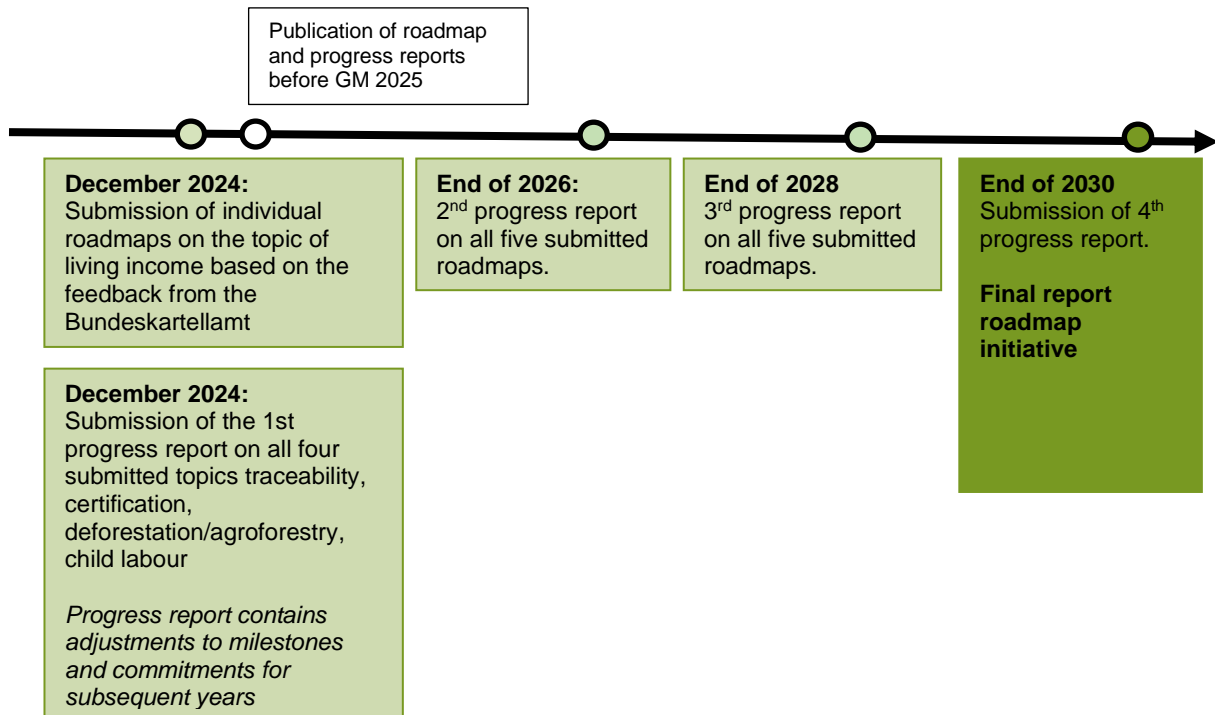 Publication of roadmap
and progress reports
before GM 2025
December 2024:
Submission of individual
roadmaps on the topic of
living income based on the
feedback from the
Bundeskartellamt
December 2024:
Submission of the 1st
progress report on all four
submitted topics traceability,
certification,
deforestation/agroforestry,
child labour
Progress report contains
adjustments to milestones
and commitments for
subsequent years
End of 2026:
2nd progress report
on all five submitted
roadmaps.
End of 2028
3rd progress report
on all five submitted
roadmaps.
End of 2030
Submission of 4th
progress report.
Final report
roadmap
initiative